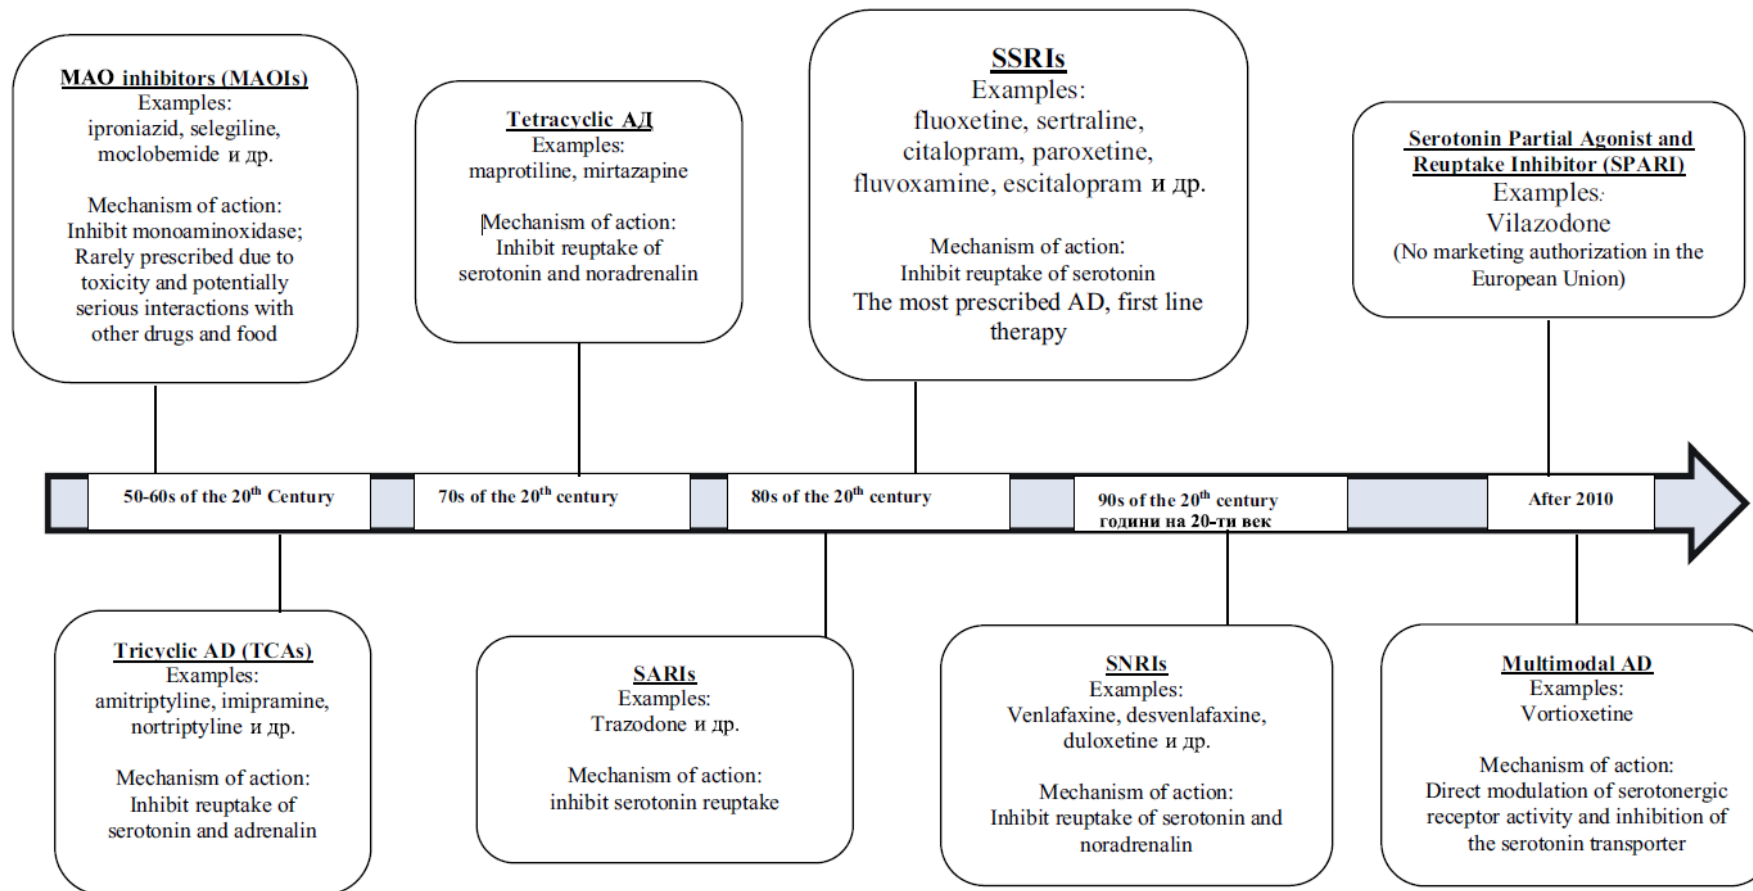 MAO inhibitors (MAOIs)
Examples:
iproniazid, selegiline,
moclobemide и др.
Mechanism of action:
Inhibit monoaminoxidase;
Rarely prescribed due to
toxicity and potentially
serious interactions with
other drugs and food
Tetracyclic АД
Examples:
maprotiline, mirtazapine
Mechanism of action:
Inhibit reuptake of
serotonin and noradrenalin
SSRIs
Examples:
fluoxetine, sertraline,
citalopram, paroxetine,
fluvoxamine, escitalopram и др.
Mechanism of action:
Inhibit reuptake of serotonin
The most prescribed AD, first line
therapy
Serotonin Partial Agonist and
Reuptake Inhibitor (SPARI)
Examples:
Vilazodone
(No marketing authorization in the
European Union)
50-60s of the 20th Century
70s of the 20th century
80s of the 20th century
90s of the 20th century
години на 20-ти век
After 2010
Tricyclic AD (TCAs)
Examples:
amitriptyline, imipramine,
nortriptyline и др.
Mechanism of action:
Inhibit reuptake of
serotonin and adrenalin
SARIs
Examples:
Trazodone и др.
Mechanism of action:
inhibit serotonin reuptake
SNRIs
Examples:
Venlafaxine, desvenlafaxine,
duloxetine и др.
Mechanism of action:
Inhibit reuptake of serotonin and
noradrenalin
Multimodal AD
Examples:
Vortioxetine
Mechanism of action:
Direct modulation of serotonergic
receptor activity and inhibition of
the serotonin transporter